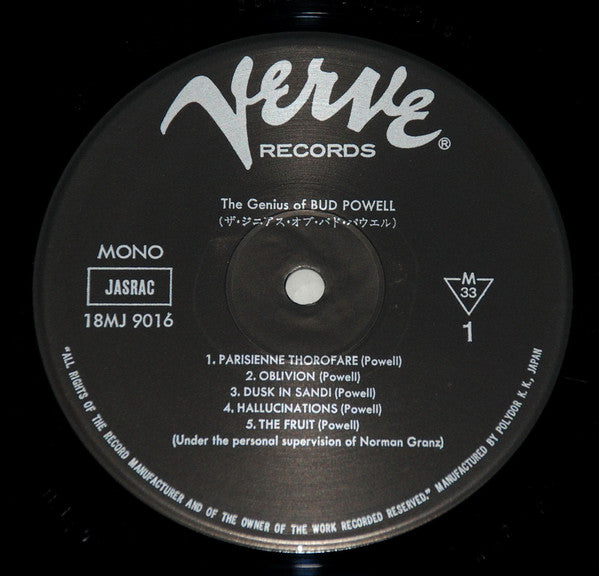 Verve
RECORDS ®
The Genius of BUD POWELL
(ザ・ジニアス・オブ・バド・パウエル)
MONO
JASRAC
18MJ 9016
M
33
1
1. PARISIENNE THOROFARE (Powell)
2. OBLIVION (Powell)
3. DUSK IN SANDI (Powell)
4. HALLUCINATIONS (Powell)
5. THE FRUIT (Powell)
(Under the personal supervision of Norman Granz)
"ALL RIGHTS OF THE RECORD MANUFACTURER AND OF THE OWNER OF THE WORK RECORDED RESERVED." MANUFACTURED BY POLYDOR K. K., JAPAN